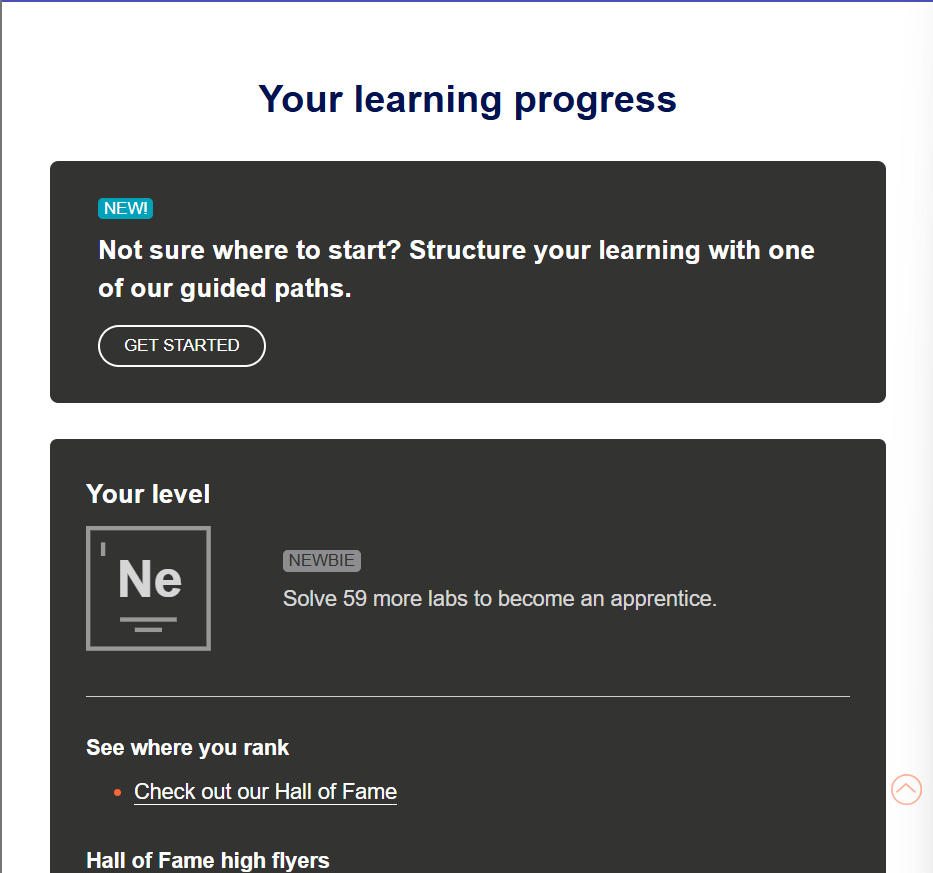 Your learning progress
NEW!
Not sure where to start? Structure your learning with one
of our guided paths.
GET STARTED
Your level
Ne
NEWBIE
Solve 59 more labs to become an apprentice.
See where you rank
Check out our Hall of Fame
Hall of Fame high flyers